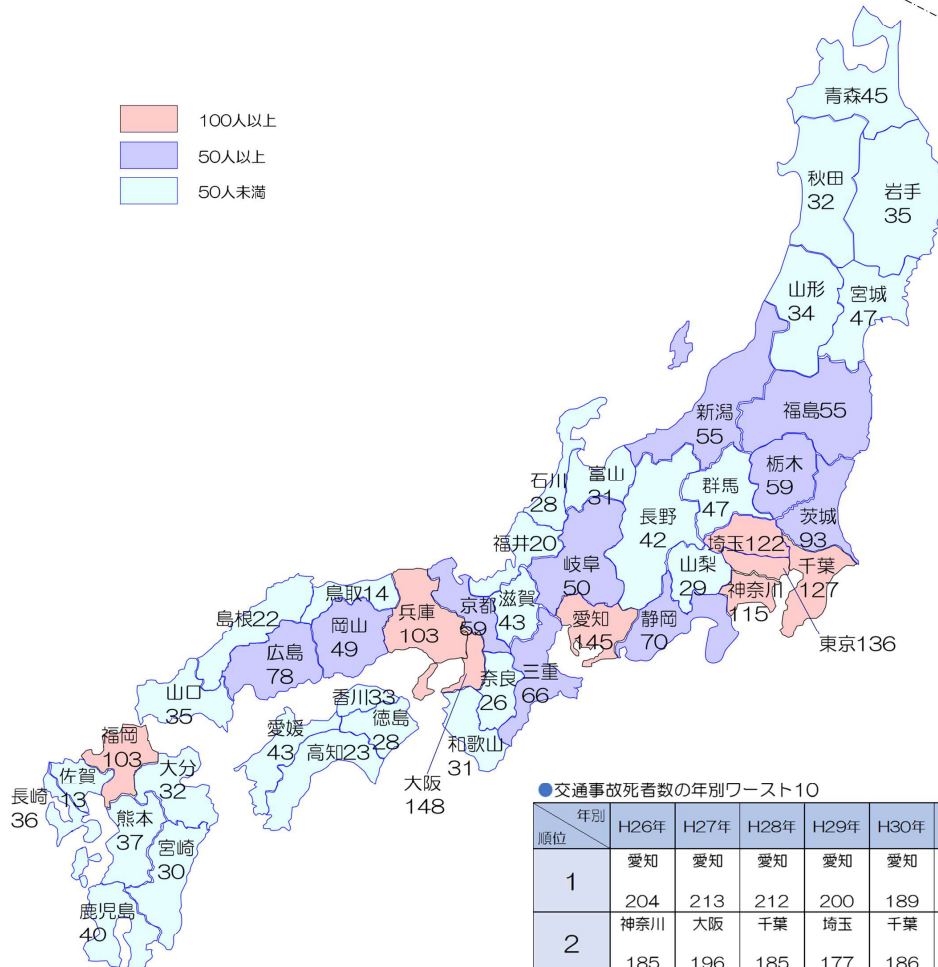 100人以上
50人以上
50人未満
青森45
秋田
32
岩手
35
山形
34
宮城
47
新潟
55
福島55
栃木
59
群馬
47
茨城
93
石川
28
富山
31
長野
42
埼玉122
福井20
岐阜
50
山梨
29
千葉
127
神奈川
115
東京136
鳥取14
兵庫
103
京都
59
滋賀
43
愛知
145
静岡
70
島根22
岡山
49
広島
78
三重
66
奈良
26
山口
35
香川33
徳島
28
愛媛
43
高知23
和歌山
31
大阪
148
福岡
103
佐賀
13
大分
32
長崎
36
熊本
37
宮崎
30
鹿児島
40
●交通事故死者数の年別ワースト10
年別
順位
H26年 H27年 H28年 H29年 H30年
1
愛知 愛知 愛知 愛知 愛知
204 213 212 200 189
2
神奈川 大阪 千葉 埼玉 千葉
185 196 185 177 186